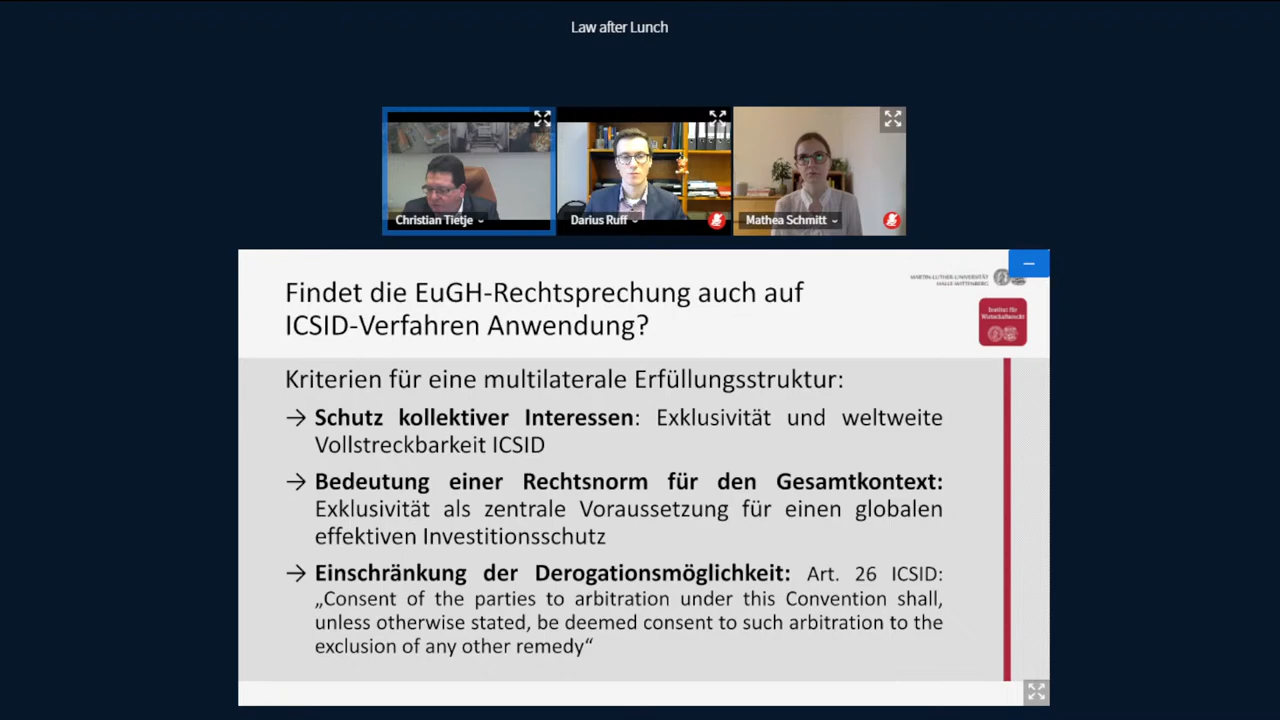 Law after Lunch
Christian Tietje
Darius Ruff
Mathea Schmitt
MARTIN-LUTHER-UNIVERSITÄT
HALLE-WITTENBERG
Findet die EuGH-Rechtsprechung auch auf
ICSID-Verfahren Anwendung?
Institut für
Wirtschaftsrecht
Kriterien für eine multilaterale Erfüllungsstruktur:
→ Schutz kollektiver Interessen: Exklusivität und weltweite
Vollstreckbarkeit ICSID
→ Bedeutung einer Rechtsnorm für den Gesamtkontext:
Exklusivität als zentrale Voraussetzung für einen globalen
effektiven Investitionsschutz
→ Einschränkung der Derogationsmöglichkeit: Art. 26 ICSID:
„Consent of the parties to arbitration under this Convention shall,
unless otherwise stated, be deemed consent to such arbitration to the
exclusion of any other remedy“